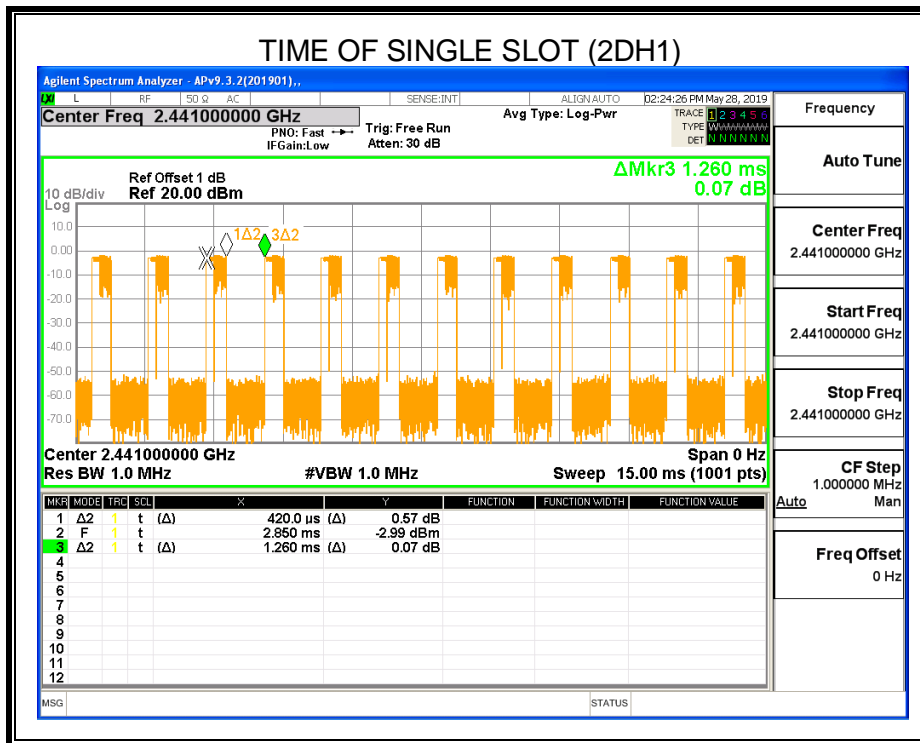 TIME OF SINGLE SLOT (2DH1)
Agilent Spectrum Analyzer - APv9.3.2(201901),,
LXI L RF 50 Ω AC SENSE:INT ALIGN AUTO 02:24:26 PM May 28, 2019
Center Freq 2.441000000 GHz
PNO: Fast
IFGain:Low
Trig: Free Run
Atten: 30 dB
Avg Type: Log-Pwr
TRACE 1 2 3 4 5 6
TYPE WWWWWW
DET N N N N N N
Frequency
Auto Tune
Center Freq
2.441000000 GHz
Start Freq
2.441000000 GHz
Stop Freq
2.441000000 GHz
CF Step
1.000000 MHz
Auto Man
Freq Offset
0 Hz
ΔMkr3 1.260 ms
0.07 dB
Ref Offset 1 dB
10 dB/div Ref 20.00 dBm
Log
10.0
0.00
-10.0
-20.0
-30.0
-40.0
-50.0
-60.0
-70.0
1Δ2 3Δ2
Center 2.441000000 GHz Span 0 Hz
Res BW 1.0 MHz #VBW 1.0 MHz Sweep 15.00 ms (1001 pts)
MKR MODE TRC SCL X Y FUNCTION FUNCTION WIDTH FUNCTION VALUE
1 Δ2 1 t (Δ) 420.0 µs (Δ) 0.57 dB
2 F 1 t 2.850 ms -2.99 dBm
3 Δ2 1 t (Δ) 1.260 ms (Δ) 0.07 dB
4
5
6
7
8
9
10
11
12
MSG STATUS